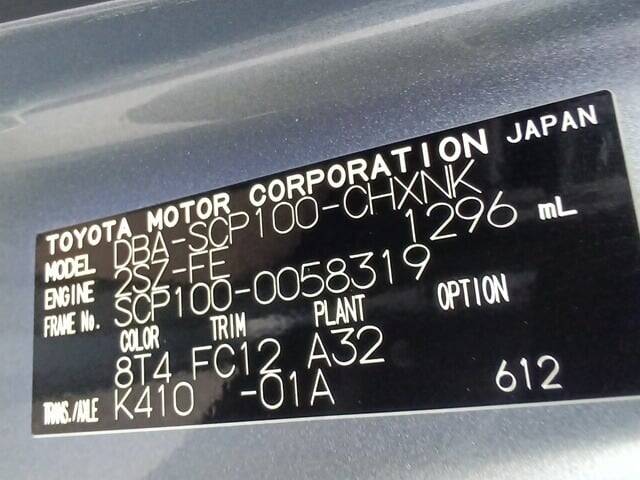 TOYOTA MOTOR CORPORATION JAPAN
MODEL DBA-SCP100-CHXNK
ENGINE 2SZ-FE 1296 mL
FRAME No. SCP100-0058319
COLOR TRIM PLANT OPTION
8T4 FC12 A32
TRANS./AXLE K410 -01A 612